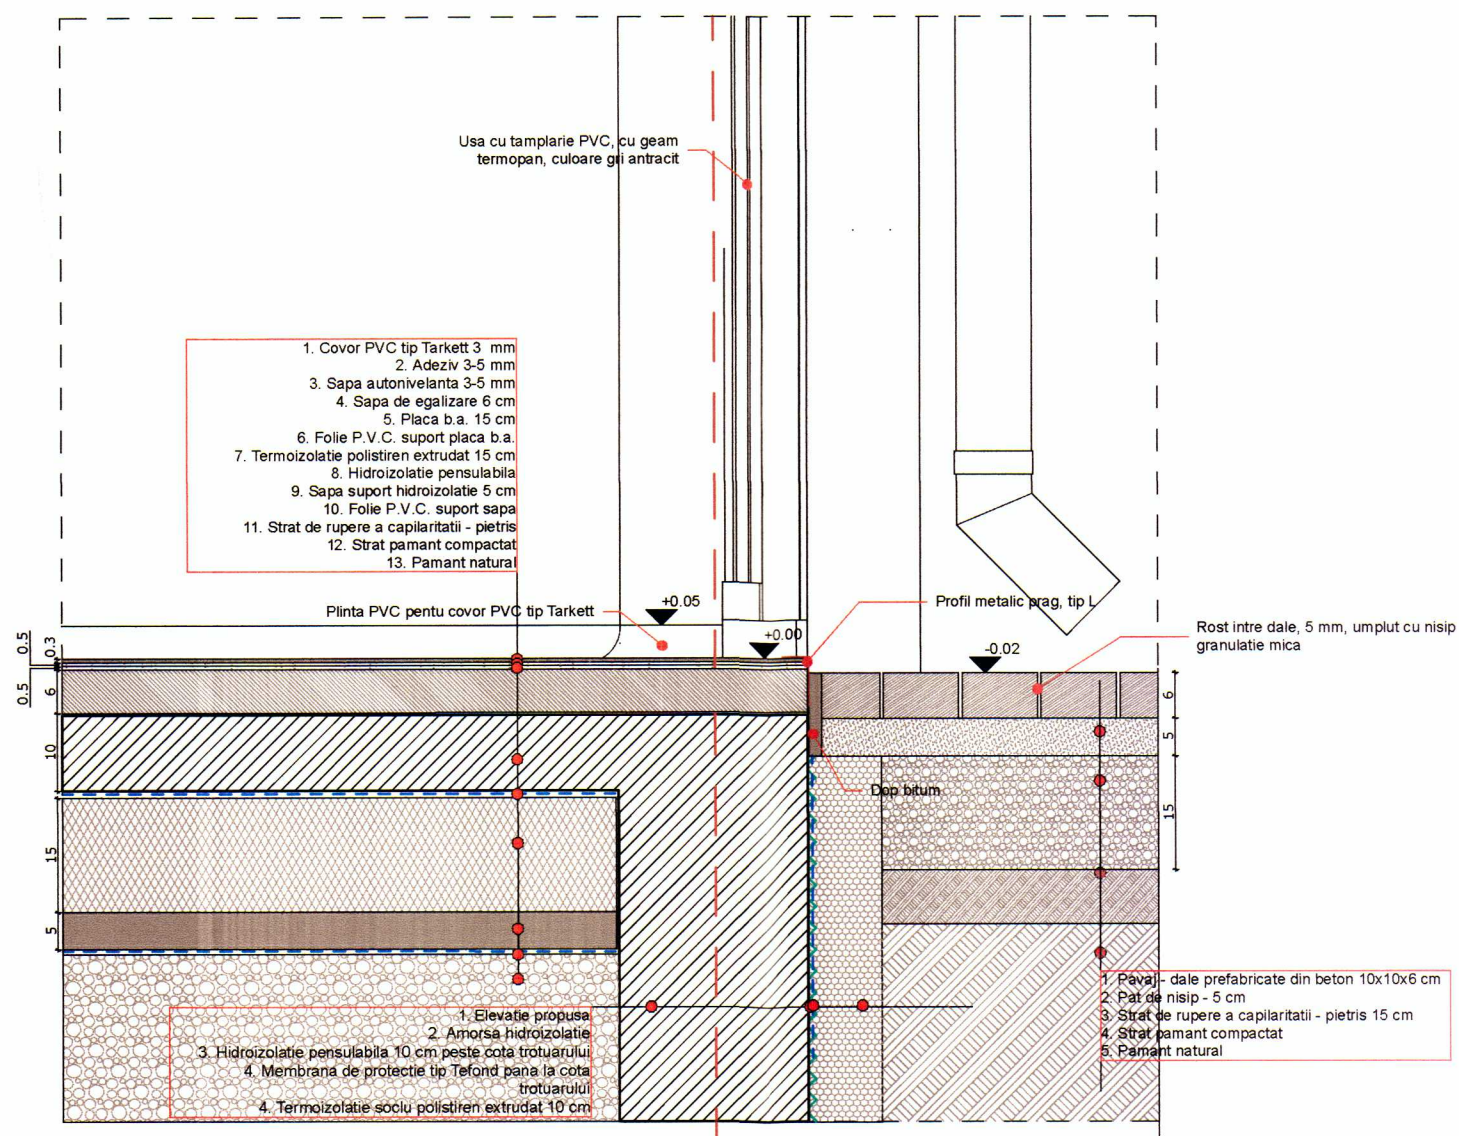 Usa cu tamplarie PVC, cu geam
termopan, culoare gri antracit
1. Covor PVC tip Tarkett 3 mm
2. Adeziv 3-5 mm
3. Sapa autonivelanta 3-5 mm
4. Sapa de egalizare 6 cm
5. Placa b.a. 15 cm
6. Folie P.V.C. suport placa b.a.
7. Termoizolatie polistiren extrudat 15 cm
8. Hidroizolatie pensulabila
9. Sapa suport hidroizolatie 5 cm
10. Folie P.V.C. suport sapa
11. Strat de rupere a capilaritatii - pietris
12. Strat pamant compactat
13. Pamant natural
Plinta PVC pentu covor PVC tip Tarkett
+0.05
+0.00
-0.02
Profil metalic prag, tip L
Rost intre dale, 5 mm, umplut cu nisip
granulatie mica
0.5
0.3
0.5
6
10
15
5
6
5
15
Dop bitum
1. Elevatie propusa
2. Amorsa hidroizolatie
3. Hidroizolatie pensulabila 10 cm peste cota trotuarului
4. Membrana de protectie tip Tefond pana la cota
trotuarului
4. Termoizolatie soclu polistiren extrudat 10 cm
1. Pavaj - dale prefabricate din beton 10x10x6 cm
2. Pat de nisip - 5 cm
3. Strat de rupere a capilaritatii - pietris 15 cm
4. Strat pamant compactat
5. Pamant natural